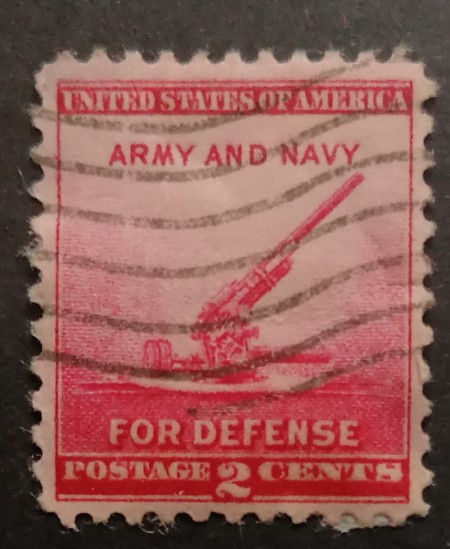 UNITED STATES OF AMERICA
ARMY AND NAVY
FOR DEFENSE
POSTAGE 2 CENTS